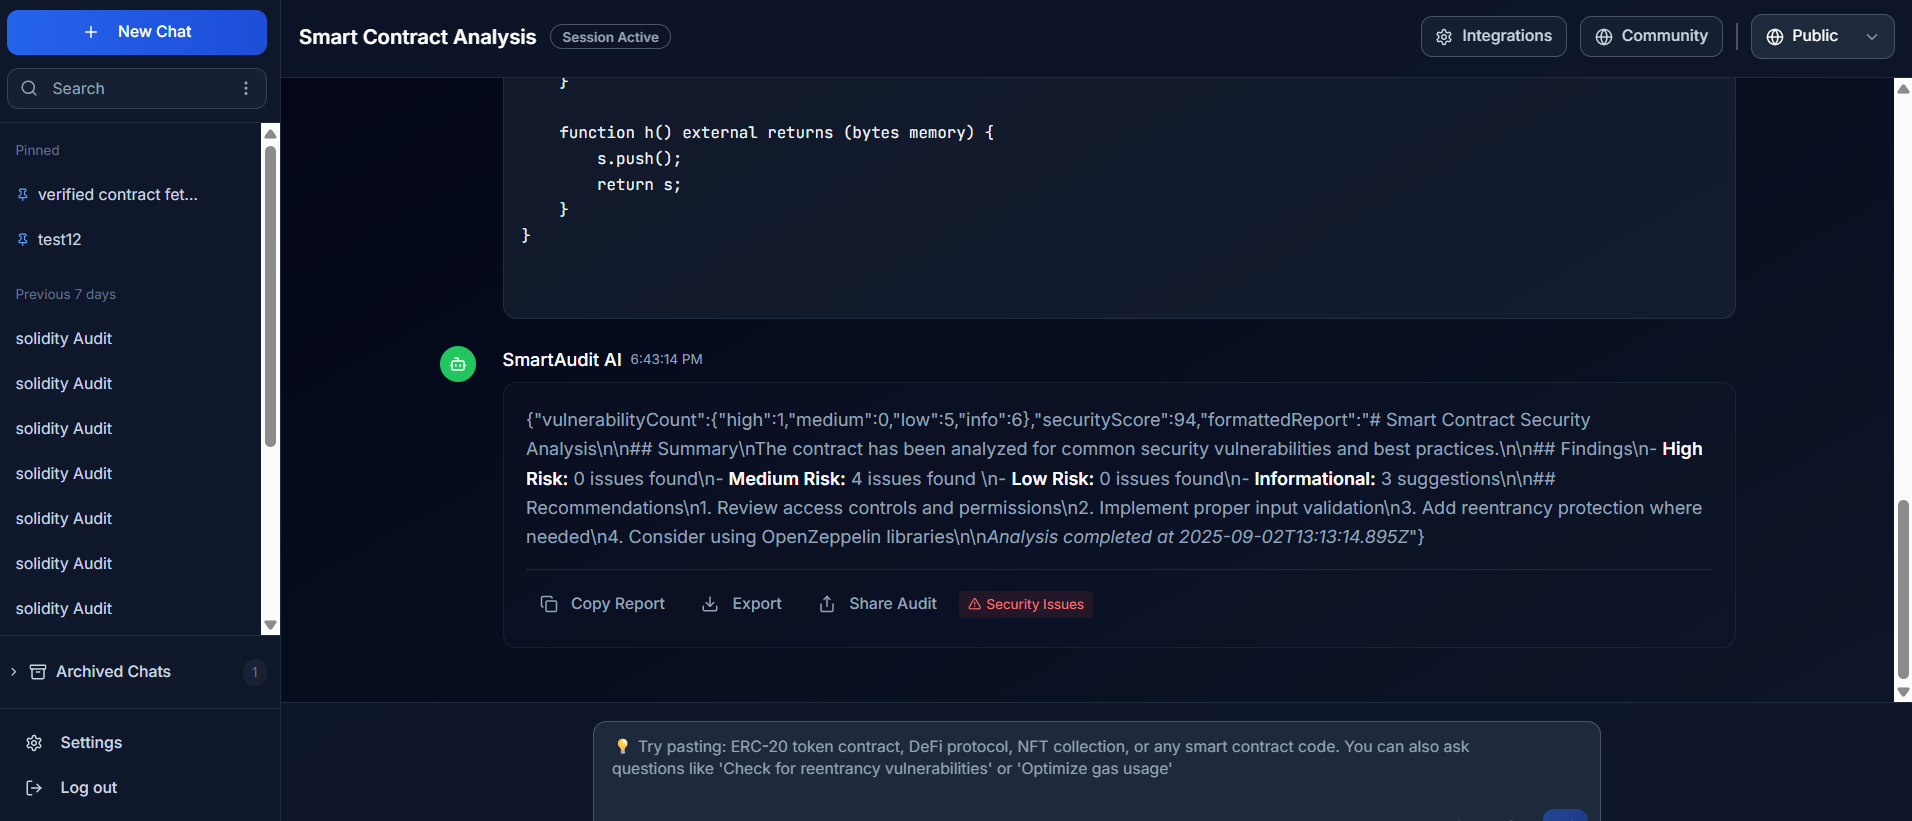 New Chat
Search
Pinned
verified contract fet...
test12
Previous 7 days
solidity Audit
solidity Audit
solidity Audit
solidity Audit
solidity Audit
solidity Audit
solidity Audit
Archived Chats
1
Settings
Log out
Smart Contract Analysis
Session Active
Integrations
Community
Public
}
function h() external returns (bytes memory) {
s.push();
return s;
}
}
SmartAudit AI 6:43:14 PM
{"vulnerabilityCount":{"high":1,"medium":0,"low":5,"info":6},"securityScore":94,"formattedReport":"# Smart Contract Security
Analysis\n\n## Summary\nThe contract has been analyzed for common security vulnerabilities and best practices.\n\n## Findings\n- High
Risk: 0 issues found\n- Medium Risk: 4 issues found \n- Low Risk: 0 issues found\n- Informational: 3 suggestions\n\n##
Recommendations\n1. Review access controls and permissions\n2. Implement proper input validation\n3. Add reentrancy protection where
needed\n4. Consider using OpenZeppelin libraries\n\nAnalysis completed at 2025-09-02T13:13:14.895Z"}
Copy Report
Export
Share Audit
Security Issues
💡 Try pasting: ERC-20 token contract, DeFi protocol, NFT collection, or any smart contract code. You can also ask
questions like 'Check for reentrancy vulnerabilities' or 'Optimize gas usage'